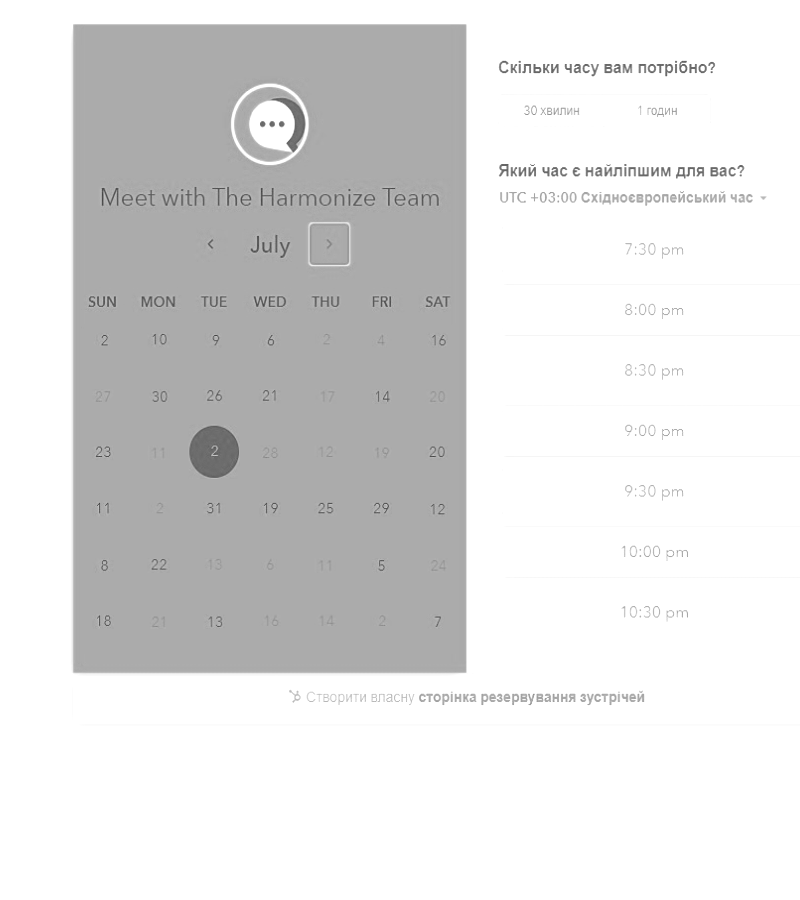 Meet with The Harmonize Team
July
SUN MON TUE WED THU FRI SAT
2 10 9 6 2 4 16
27 30 26 21 17 14 20
23 11 2 28 12 19 20
11 2 31 19 25 29 12
8 22 13 6 11 5 24
18 21 13 16 14 2 7
Скільки часу вам потрібно?
30 хвилин 1 годин
Який час є найліпшим для вас?
UTC +03:00 Східноєвропейський час
7:30 pm
8:00 pm
8:30 pm
9:00 pm
9:30 pm
10:00 pm
10:30 pm
Створити власну сторінка резервування зустрічей